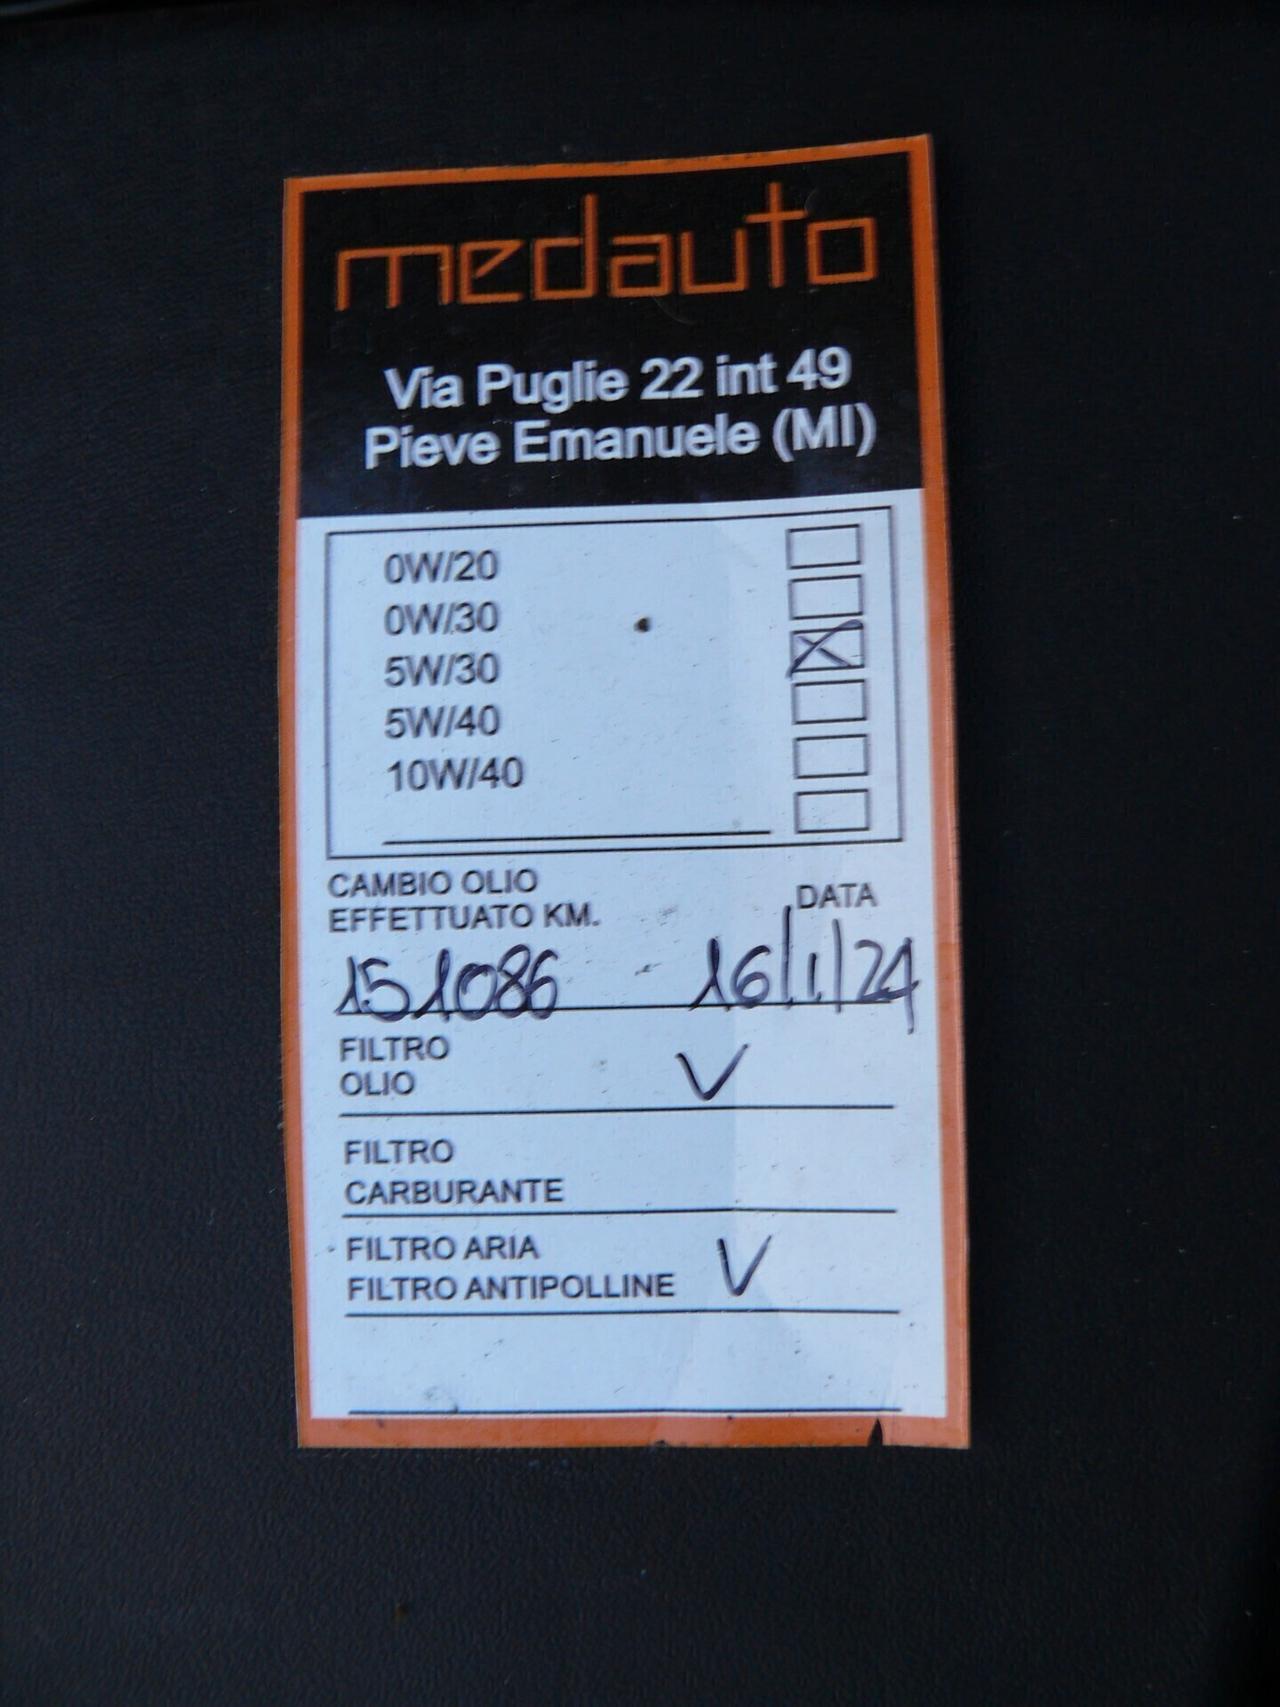 medauto
Via Puglie 22 int 49
Pieve Emanuele (MI)
0W/20
0W/30
5W/30 X
5W/40
10W/40
CAMBIO OLIO
EFFETTUATO KM. DATA
151086 16/1/24
FILTRO
OLIO V
FILTRO
CARBURANTE
FILTRO ARIA
FILTRO ANTIPOLLINE V